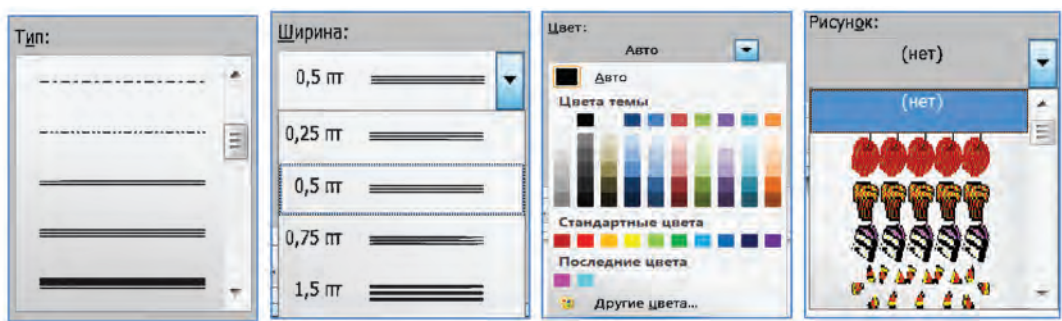 Тип:
Ширина:
0,5 пт
0,25 пт
0,5 пт
0,75 пт
1,5 пт
Цвет:
Авто
Авто
Цвета темы
Стандартные цвета
Последние цвета
Другие цвета...
Рисунок:
(нет)
(нет)